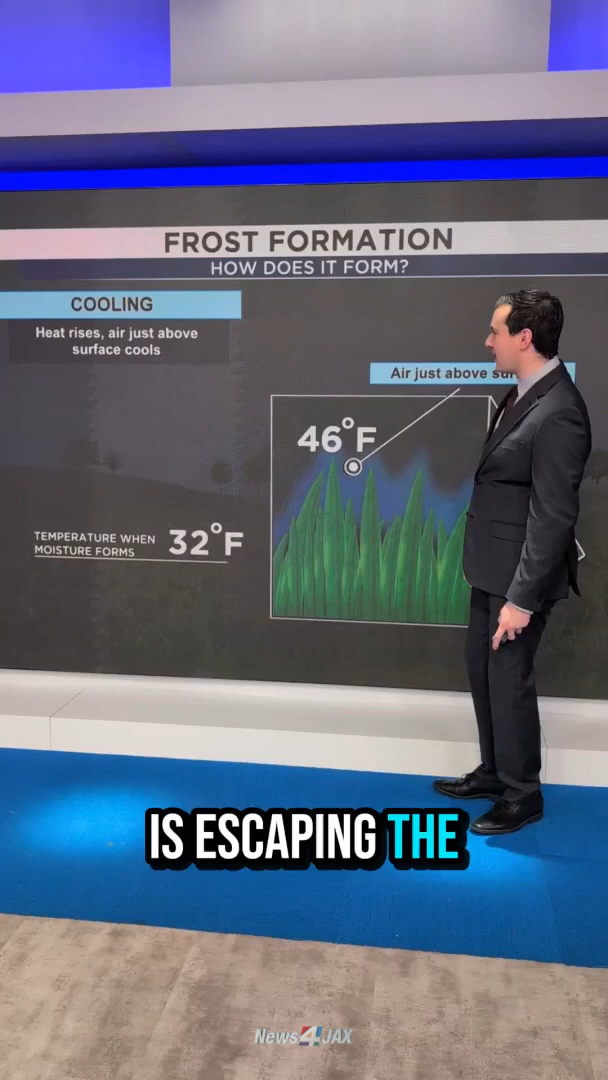 FROST FORMATION
HOW DOES IT FORM?
COOLING
Heat rises, air just above
surface cools
Air just above
46°F
TEMPERATURE WHEN
MOISTURE FORMS
32°F
IS ESCAPING THE
News4JAX